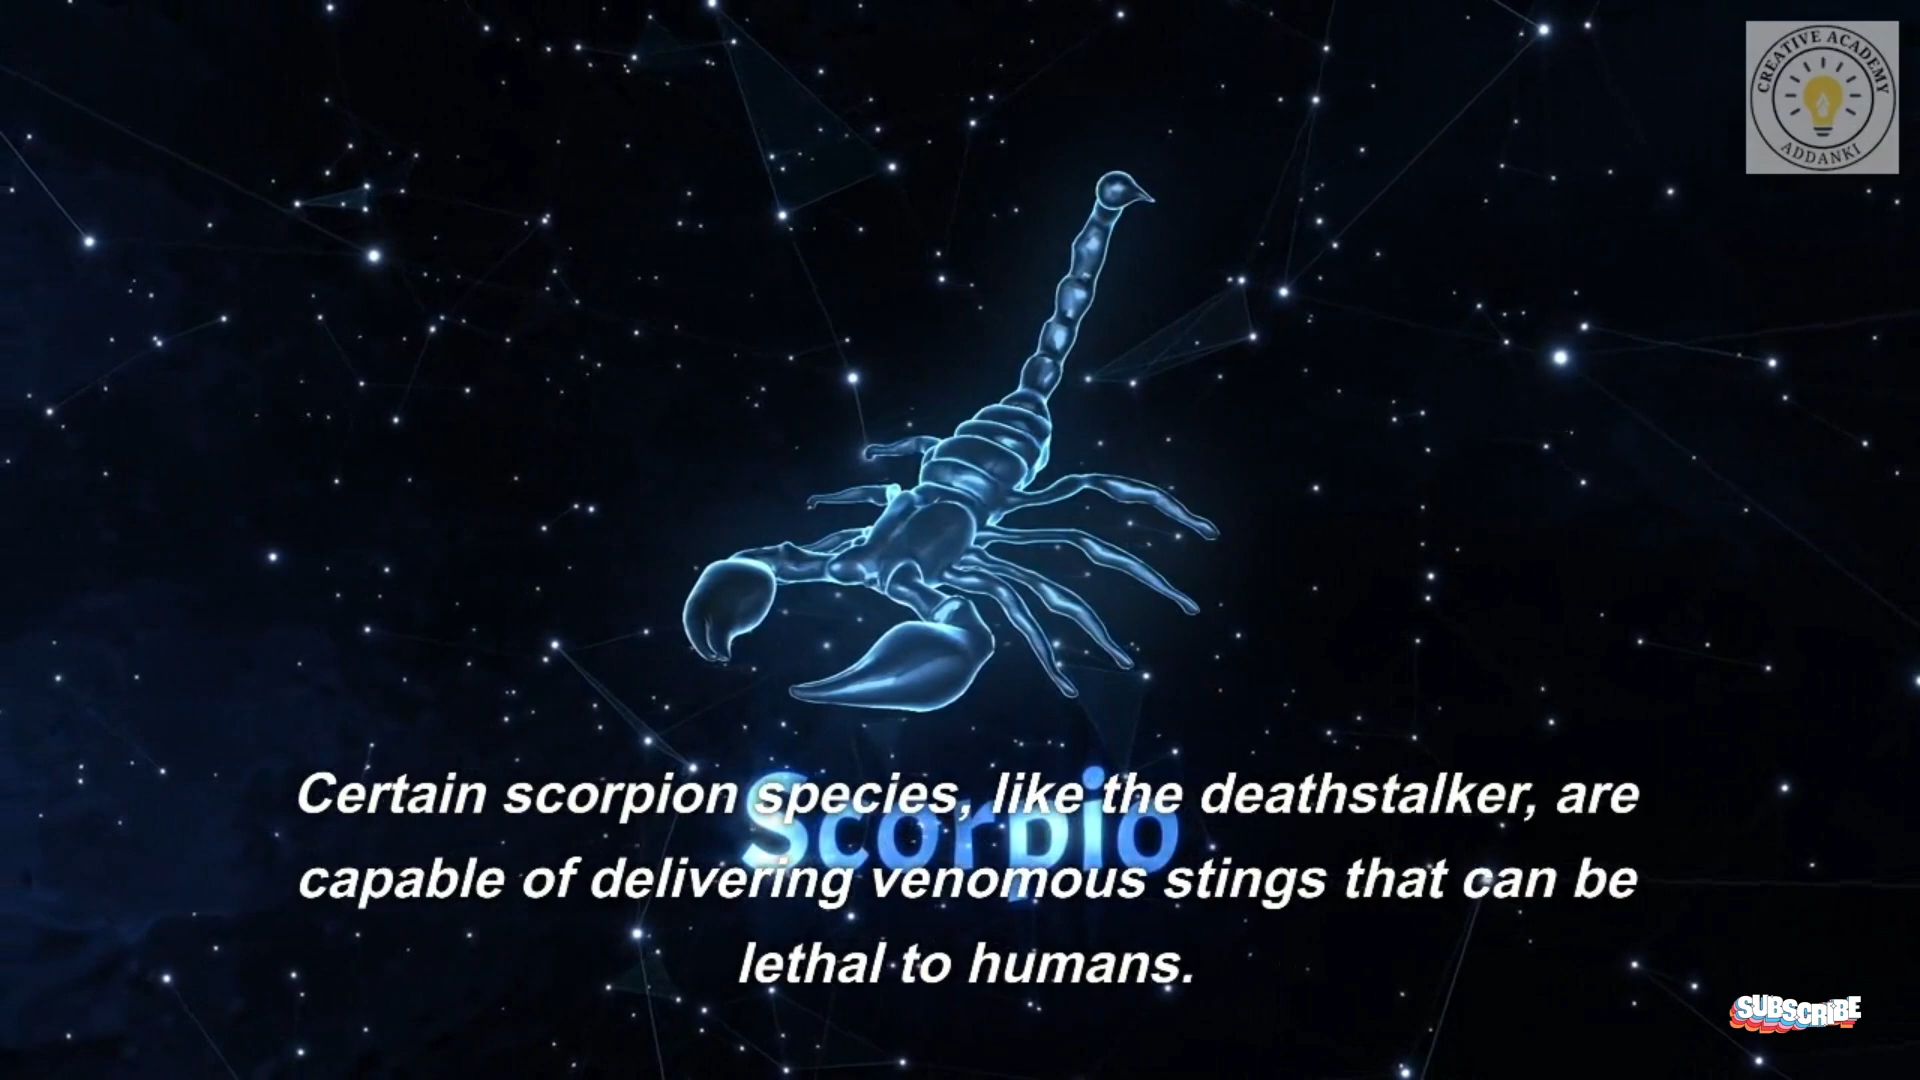 CREATIVE ACADEMY
ADDANKI
Scorpio
Certain scorpion species, like the deathstalker, are
capable of delivering venomous stings that can be
lethal to humans.
SUBSCRIBE